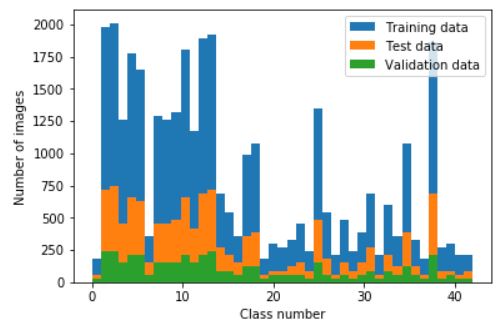 2000
1750
1500
1250
1000
750
500
250
0
Number of images
Training data
Test data
Validation data
0 10 20 30 40
Class number